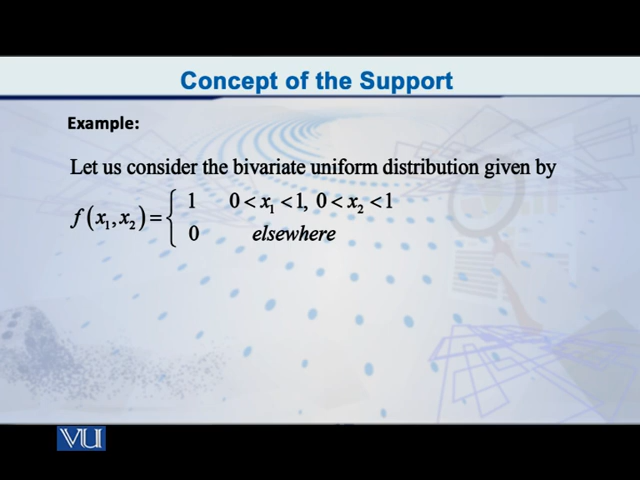 Concept of the Support
Example:
Let us consider the bivariate uniform distribution given by
f(x₁,x₂) = { 1 0 < x₁ < 1, 0 < x₂ < 1
0 elsewhere
VU